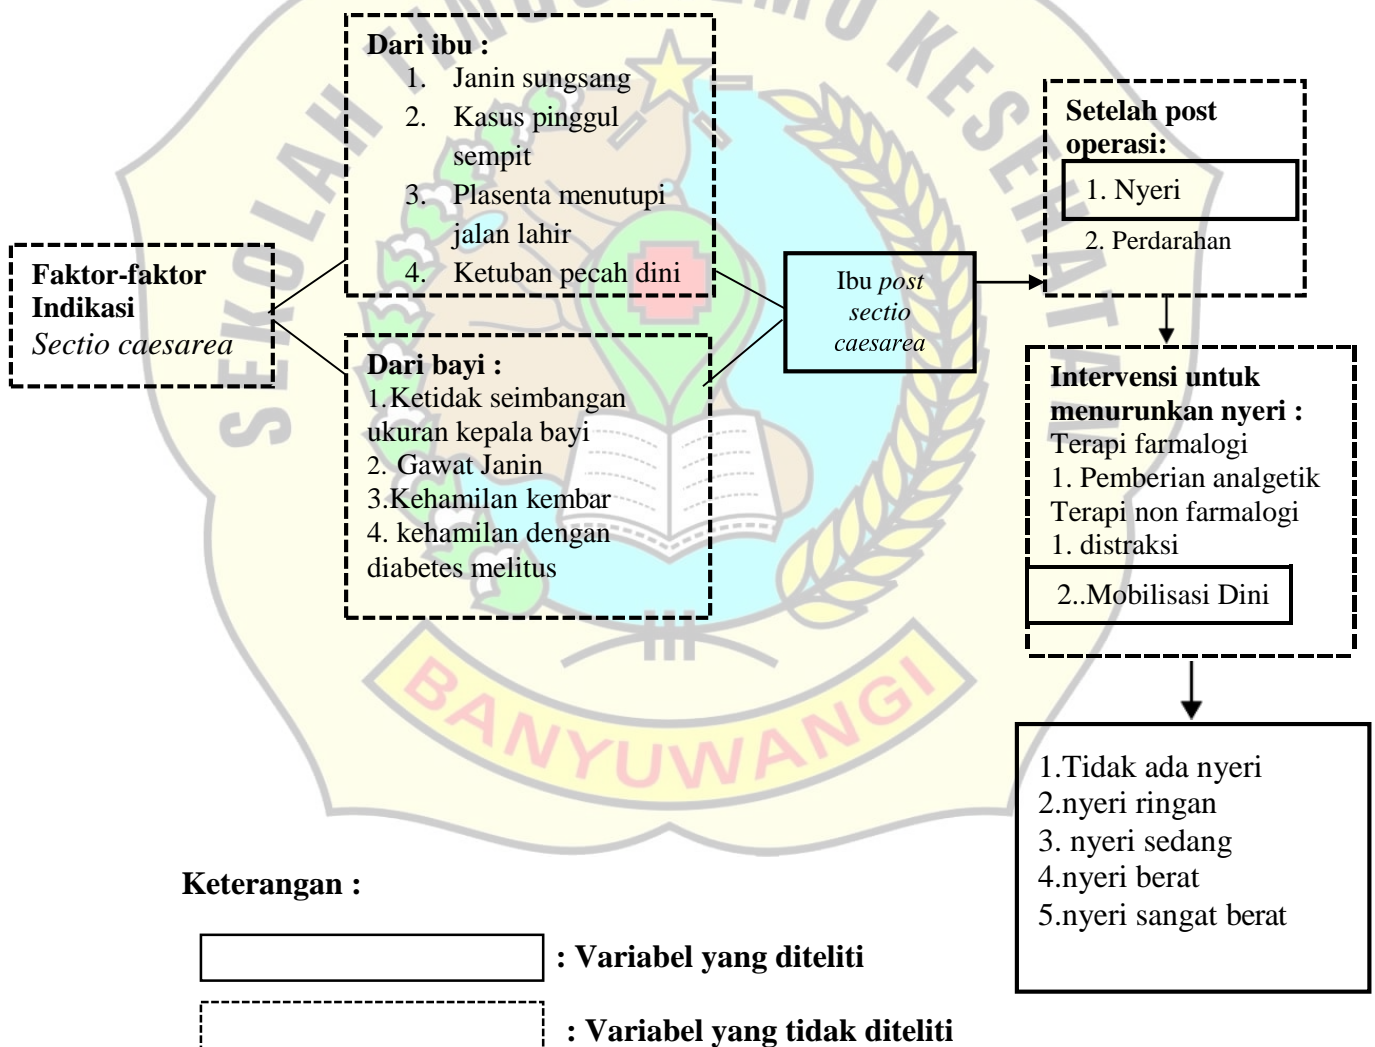 SEKOLAH TINGGI ILMU KESEHATAN
Faktor-faktor
Indikasi
Sectio caesarea
Dari ibu :
1. Janin sungsang
2. Kasus pinggul
sempit
3. Plasenta menutupi
jalan lahir
4. Ketuban pecah dini
Dari bayi :
1.Ketidak seimbangan
ukuran kepala bayi
2. Gawat Janin
3.Kehamilan kembar
4. kehamilan dengan
diabetes melitus
Ibu post
sectio
caesarea
Setelah post
operasi:
1. Nyeri
2. Perdarahan
Intervensi untuk
menurunkan nyeri :
Terapi farmalogi
1. Pemberian analgetik
Terapi non farmalogi
1. distraksi
2..Mobilisasi Dini
1.Tidak ada nyeri
2.nyeri ringan
3. nyeri sedang
4.nyeri berat
5.nyeri sangat berat
BANYUWANGI
Keterangan :
: Variabel yang diteliti
: Variabel yang tidak diteliti